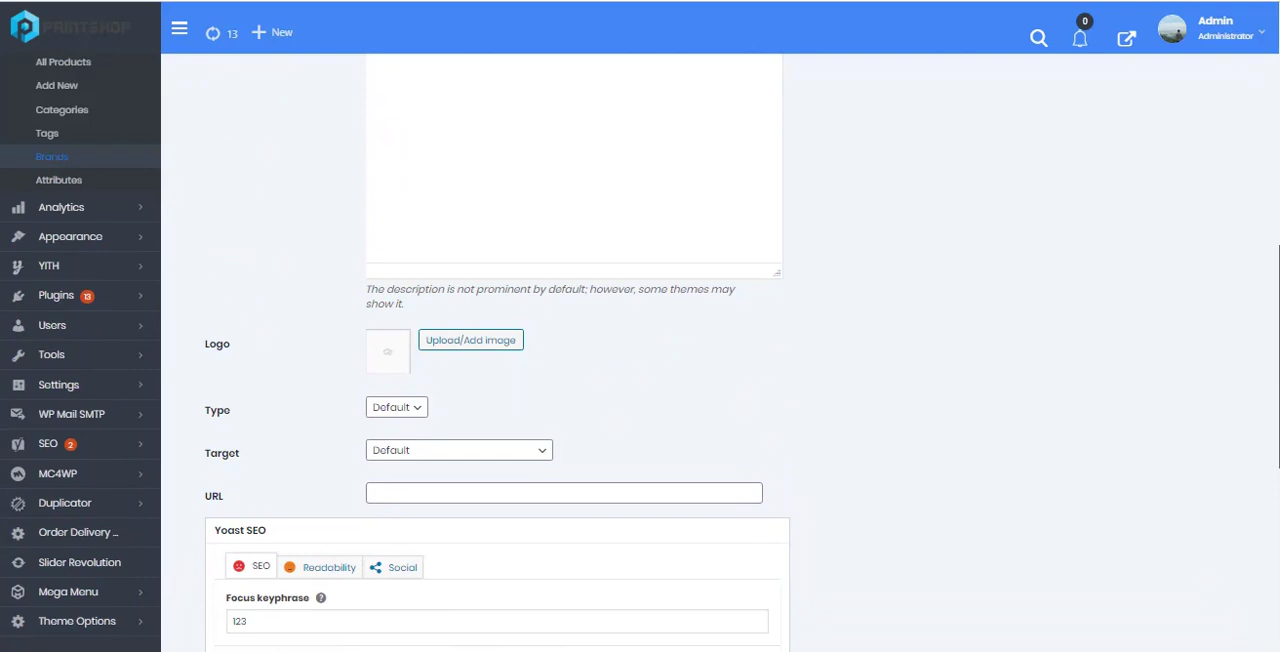 PRINTSHOP
13
New
0
Admin
Administrator
All Products
Add New
Categories
Tags
Brands
Attributes
Analytics
Appearance
YITH
Plugins 13
Users
Tools
Settings
WP Mail SMTP
SEO 2
MC4WP
Duplicator
Order Delivery ...
Slider Revolution
Mega Menu
Theme Options
The description is not prominent by default; however, some themes may
show it.
Logo
Upload/Add image
Type
Default
Target
Default
URL
Yoast SEO
SEO
Readability
Social
Focus keyphrase ?
123